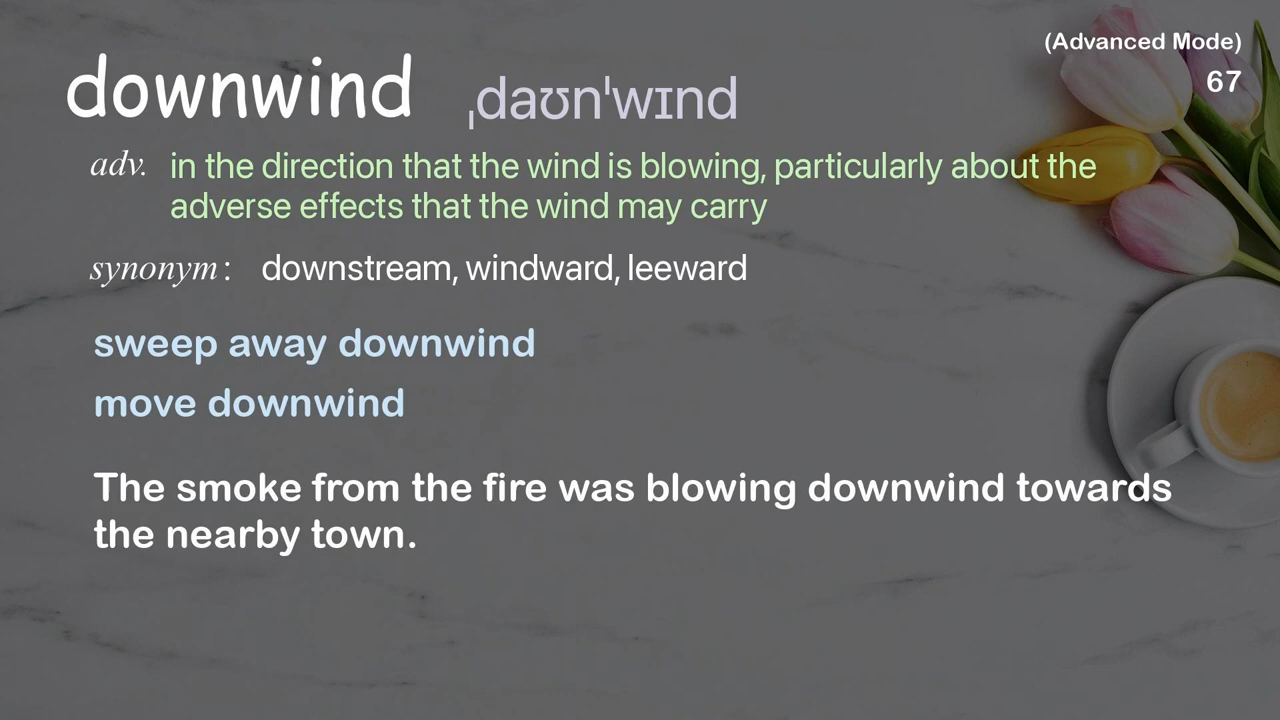 (Advanced Mode)
67
downwind ˌdaʊnˈwɪnd
adv. in the direction that the wind is blowing, particularly about the
adverse effects that the wind may carry
synonym : downstream, windward, leeward
sweep away downwind
move downwind
The smoke from the fire was blowing downwind towards
the nearby town.